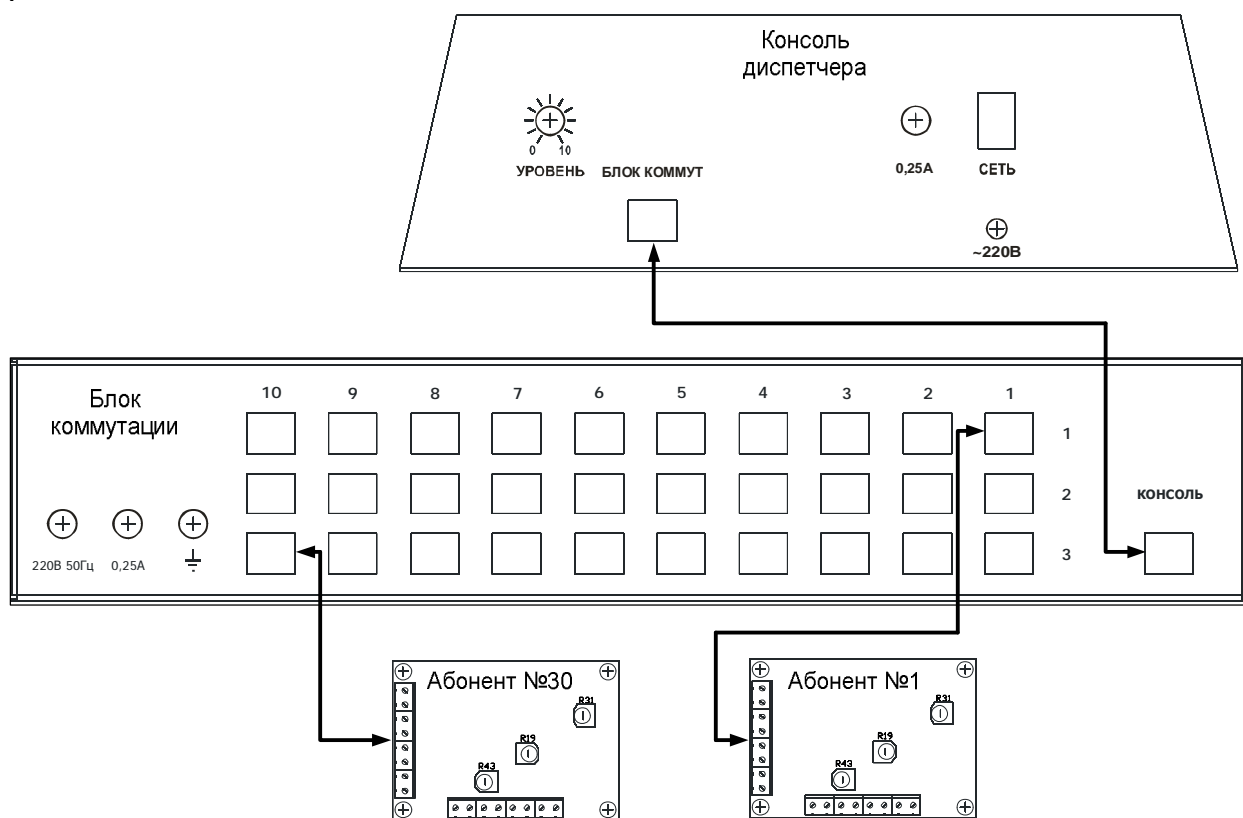 Консоль
диспетчера
0 10
УРОВЕНЬ БЛОК КОММУТ
0,25А СЕТЬ
~220В
Блок
коммутации
10 9 8 7 6 5 4 3 2 1
1
2 КОНСОЛЬ
3
220В 50Гц 0,25А
Абонент №30
R31
R19
R43
Абонент №1
R31
R19
R43